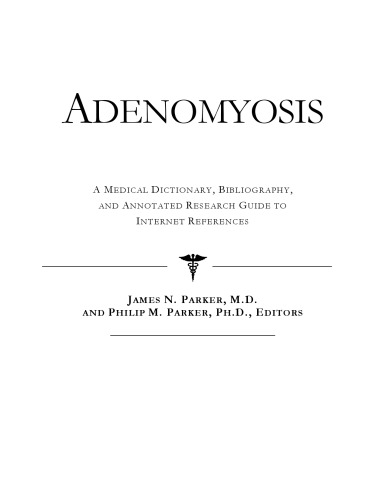 ADENOMYOSIS
A MEDICAL DICTIONARY, BIBLIOGRAPHY,
AND ANNOTATED RESEARCH GUIDE TO
INTERNET REFERENCES
JAMES N. PARKER, M.D.
AND PHILIP M. PARKER, PH.D., EDITORS